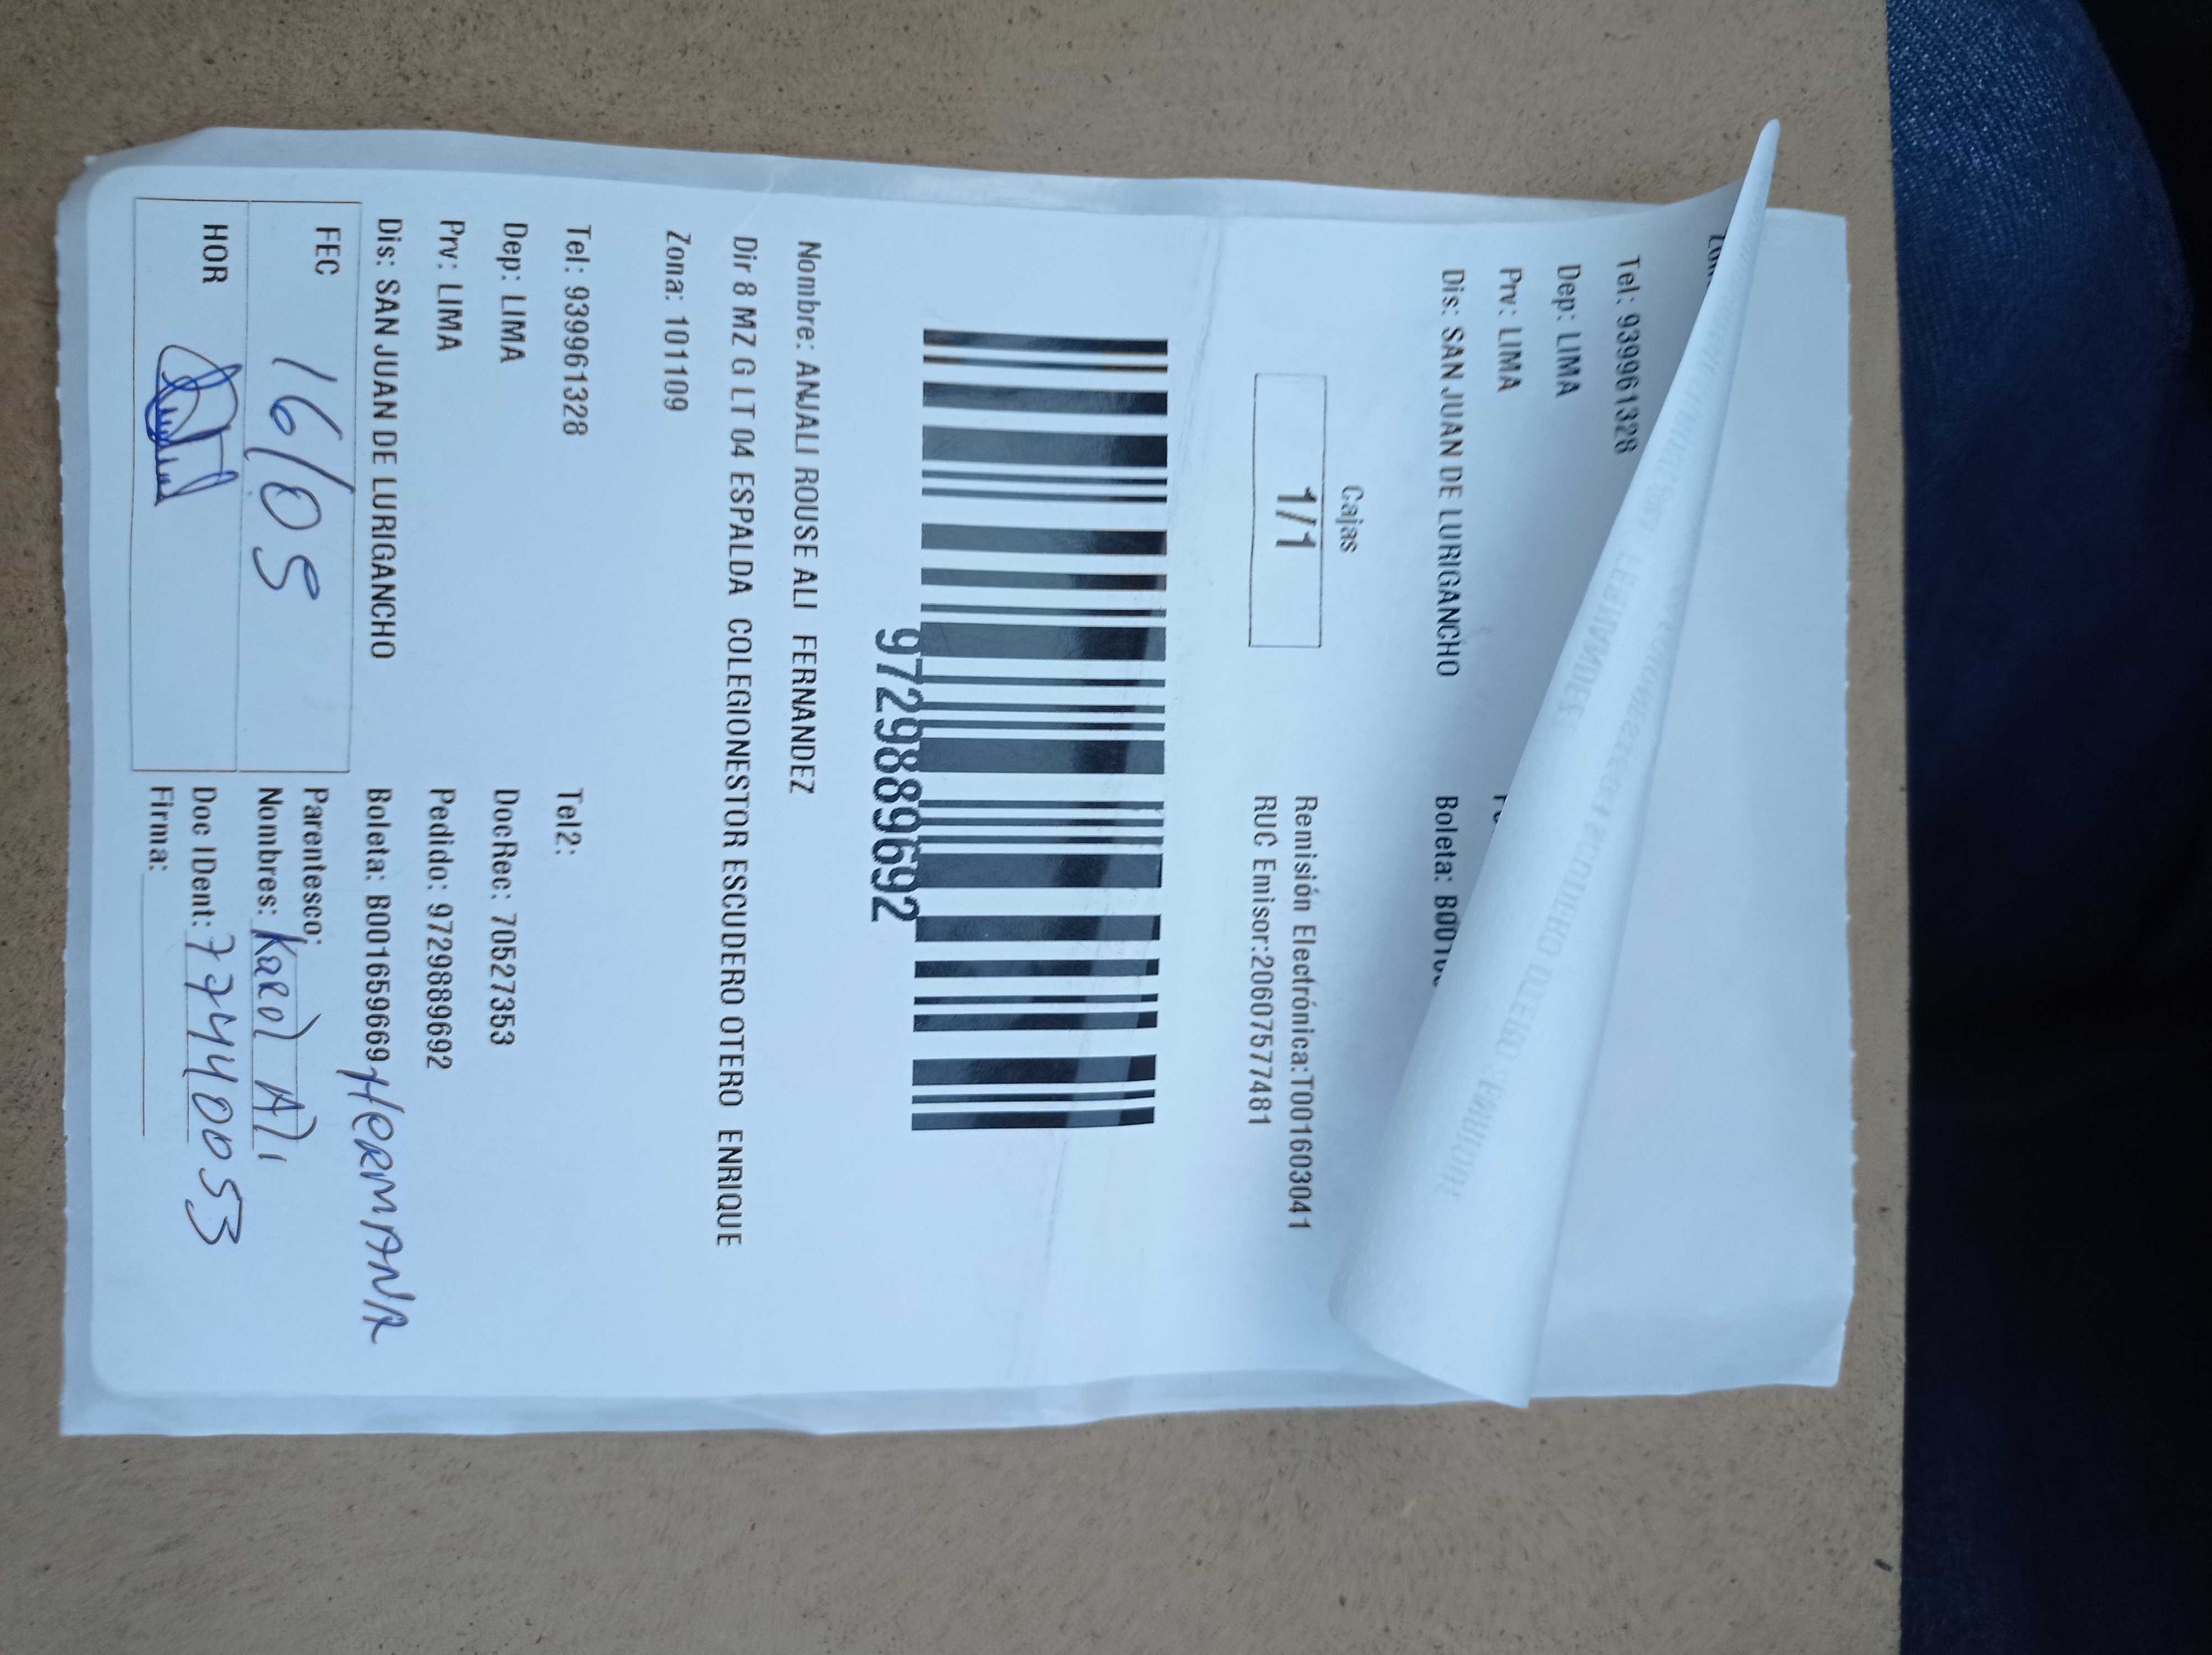 Tel: 939961328
Dep: LIMA
Prv: LIMA
Dis: SAN JUAN DE LURIGANCHO Boleta:
Cajas
1/1
Remisión Electrónica:T001603041
RUC Emisor:20607577481
9729889692
Nombre: ANJALI ROUSE ALI FERNANDEZ
Dir 8 MZ G LT 04 ESPALDA COLEGIONESTOR ESCUDERO OTERO ENRIQUE
Zona: 101109
Tel: 939961328 Tel2:
Dep: LIMA DocRec: 70527353
Prv: LIMA Pedido: 9729889692
Dis: SAN JUAN DE LURIGANCHO Boleta: B001659669
FEC 16/05
HOR
Parentesco: HERMANA
Nombres: Karol Ali
Doc IDent: 77440053
Firma: